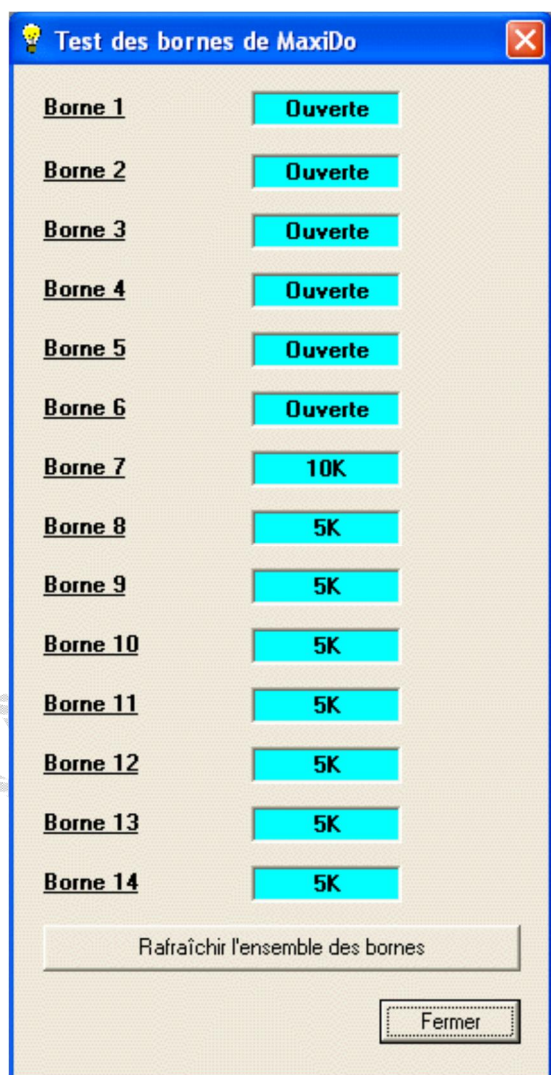 Test des bornes de MaxiDo
Borne 1 Ouverte
Borne 2 Ouverte
Borne 3 Ouverte
Borne 4 Ouverte
Borne 5 Ouverte
Borne 6 Ouverte
Borne 7 10K
Borne 8 5K
Borne 9 5K
Borne 10 5K
Borne 11 5K
Borne 12 5K
Borne 13 5K
Borne 14 5K
Rafraîchir l'ensemble des bornes
Fermer